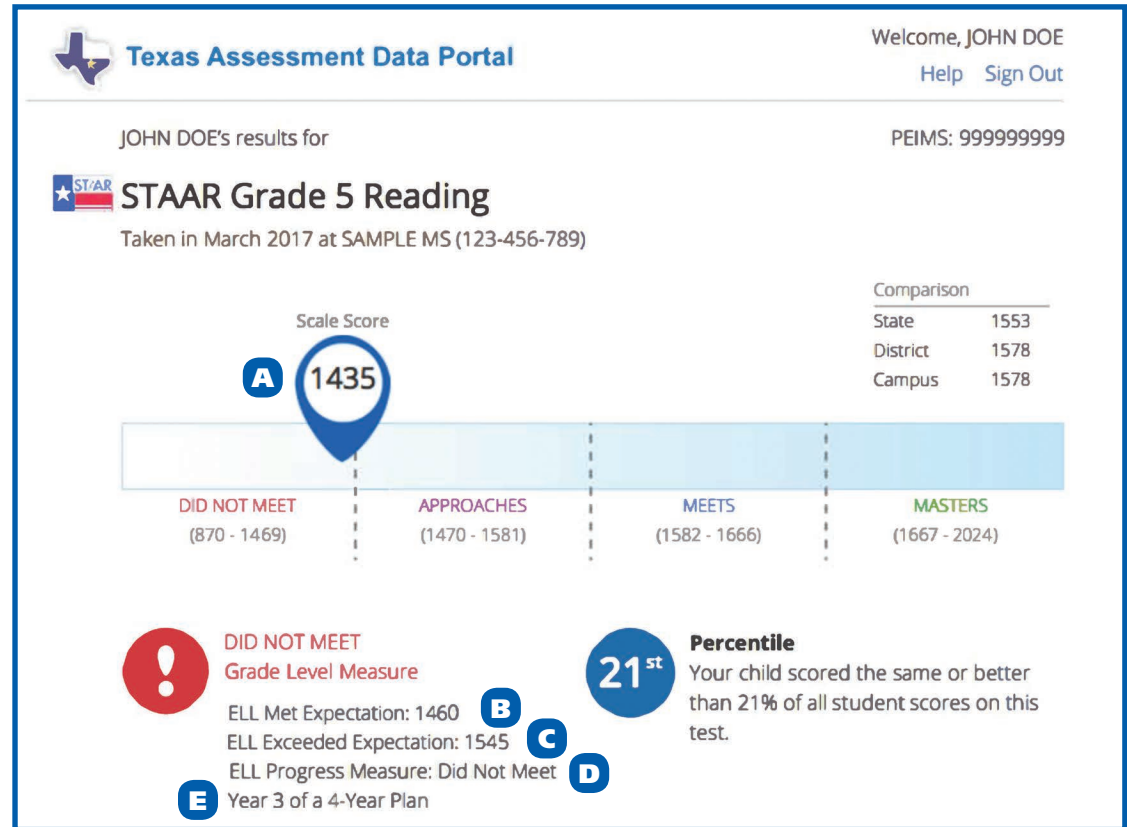 Texas Assessment Data Portal
Welcome, JOHN DOE
Help Sign Out
JOHN DOE's results for
PEIMS: 999999999
STAAR
STAAR Grade 5 Reading
Taken in March 2017 at SAMPLE MS (123-456-789)
Comparison
State 1553
District 1578
Campus 1578
Scale Score
A
1435
DID NOT MEET
(870 - 1469)
APPROACHES
(1470 - 1581)
MEETS
(1582 - 1666)
MASTERS
(1667 - 2024)
!
DID NOT MEET
Grade Level Measure
ELL Met Expectation: 1460 B
ELL Exceeded Expectation: 1545 C
ELL Progress Measure: Did Not Meet D
E Year 3 of a 4-Year Plan
21st
Percentile
Your child scored the same or better
than 21% of all student scores on this
test.